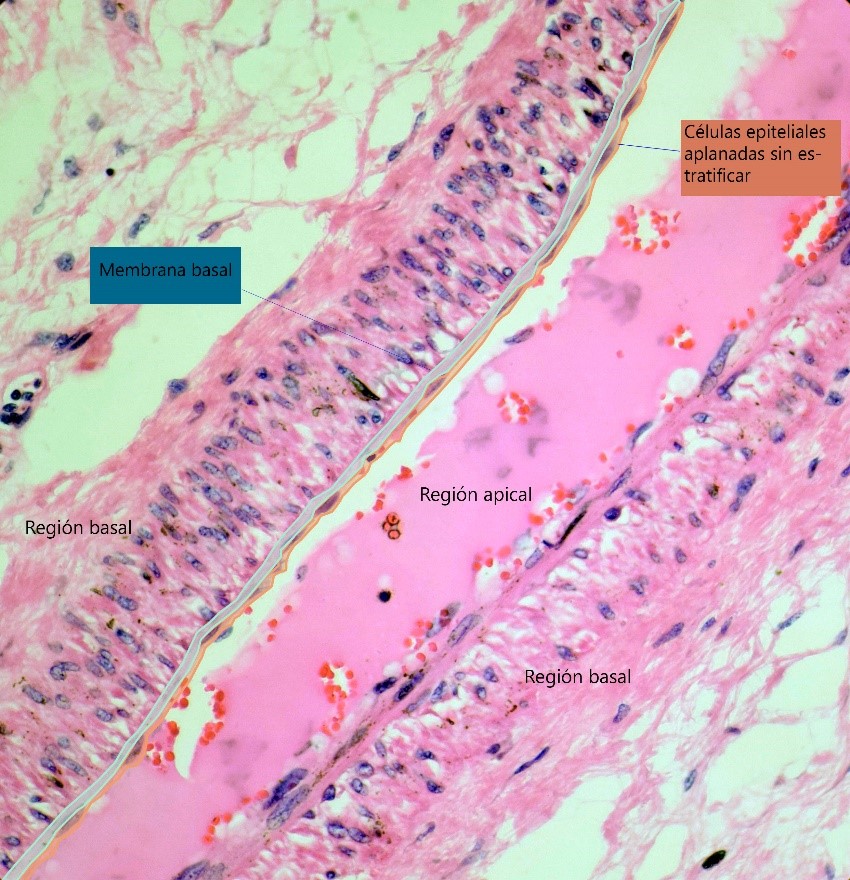 Células epiteliales
aplanadas sin es-
tratificar
Membrana basal
Región apical
Región basal
Región basal